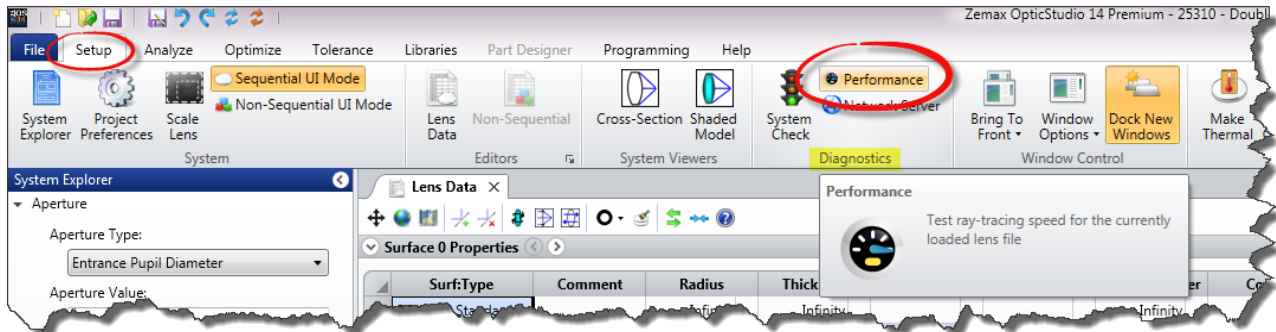 Zemax OpticStudio 14 Premium - 25310 - Doubl
File Setup Analyze Optimize Tolerance Libraries Part Designer Programming Help
Sequential UI Mode
Non-Sequential UI Mode
System Explorer
Project Preferences
Scale Lens
System
Lens Data
Non-Sequential
Editors
Cross-Section
Shaded Model
System Viewers
System Check
Performance
Network Server
Diagnostics
Bring To Front
Window Options
Dock New Windows
Window Control
Make Thermal
System Explorer
Aperture
Aperture Type:
Entrance Pupil Diameter
Aperture Value:
Lens Data
Surface 0 Properties
Surf:Type Comment Radius Thick
Standard Infinity Infinity Infinity
Performance
Test ray-tracing speed for the currently
loaded lens file